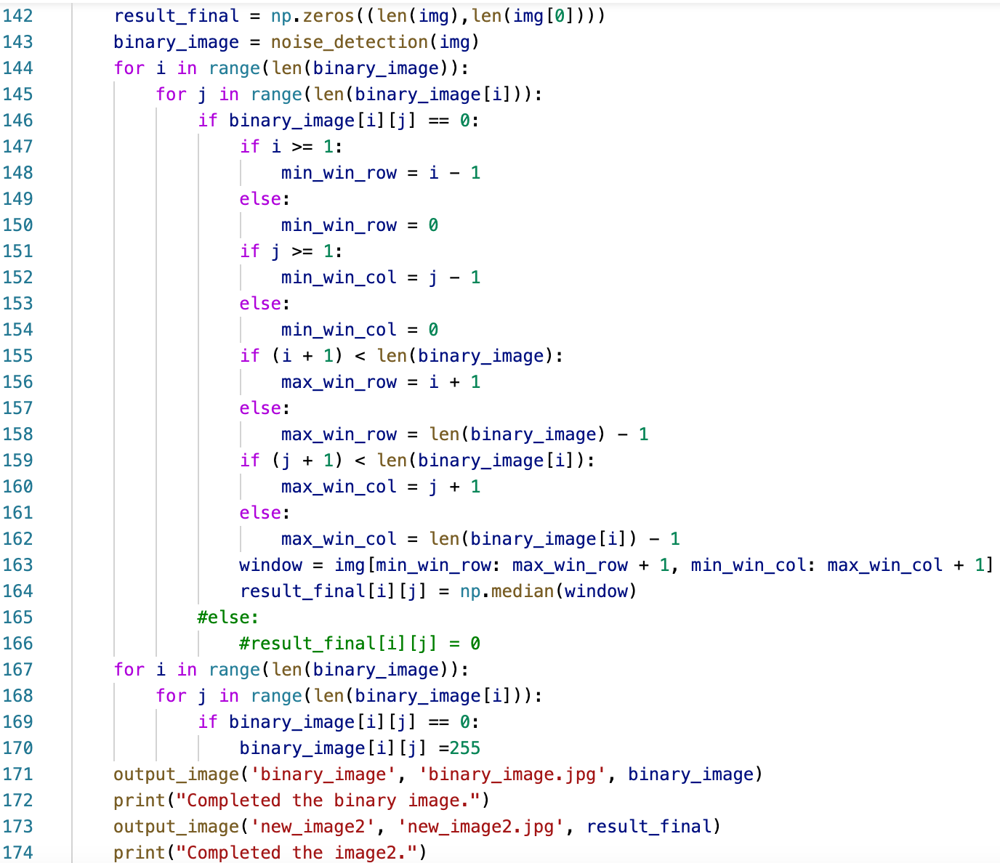 142 result_final = np.zeros((len(img),len(img[0])))
143 binary_image = noise_detection(img)
144 for i in range(len(binary_image)):
145 for j in range(len(binary_image[i])):
146 if binary_image[i][j] == 0:
147 if i >= 1:
148 min_win_row = i - 1
149 else:
150 min_win_row = 0
151 if j >= 1:
152 min_win_col = j - 1
153 else:
154 min_win_col = 0
155 if (i + 1) < len(binary_image):
156 max_win_row = i + 1
157 else:
158 max_win_row = len(binary_image) - 1
159 if (j + 1) < len(binary_image[i]):
160 max_win_col = j + 1
161 else:
162 max_win_col = len(binary_image[i]) - 1
163 window = img[min_win_row: max_win_row + 1, min_win_col: max_win_col + 1]
164 result_final[i][j] = np.median(window)
165 #else:
166 #result_final[i][j] = 0
167 for i in range(len(binary_image)):
168 for j in range(len(binary_image[i])):
169 if binary_image[i][j] == 0:
170 binary_image[i][j] =255
171 output_image('binary_image', 'binary_image.jpg', binary_image)
172 print("Completed the binary image.")
173 output_image('new_image2', 'new_image2.jpg', result_final)
174 print("Completed the image2.")